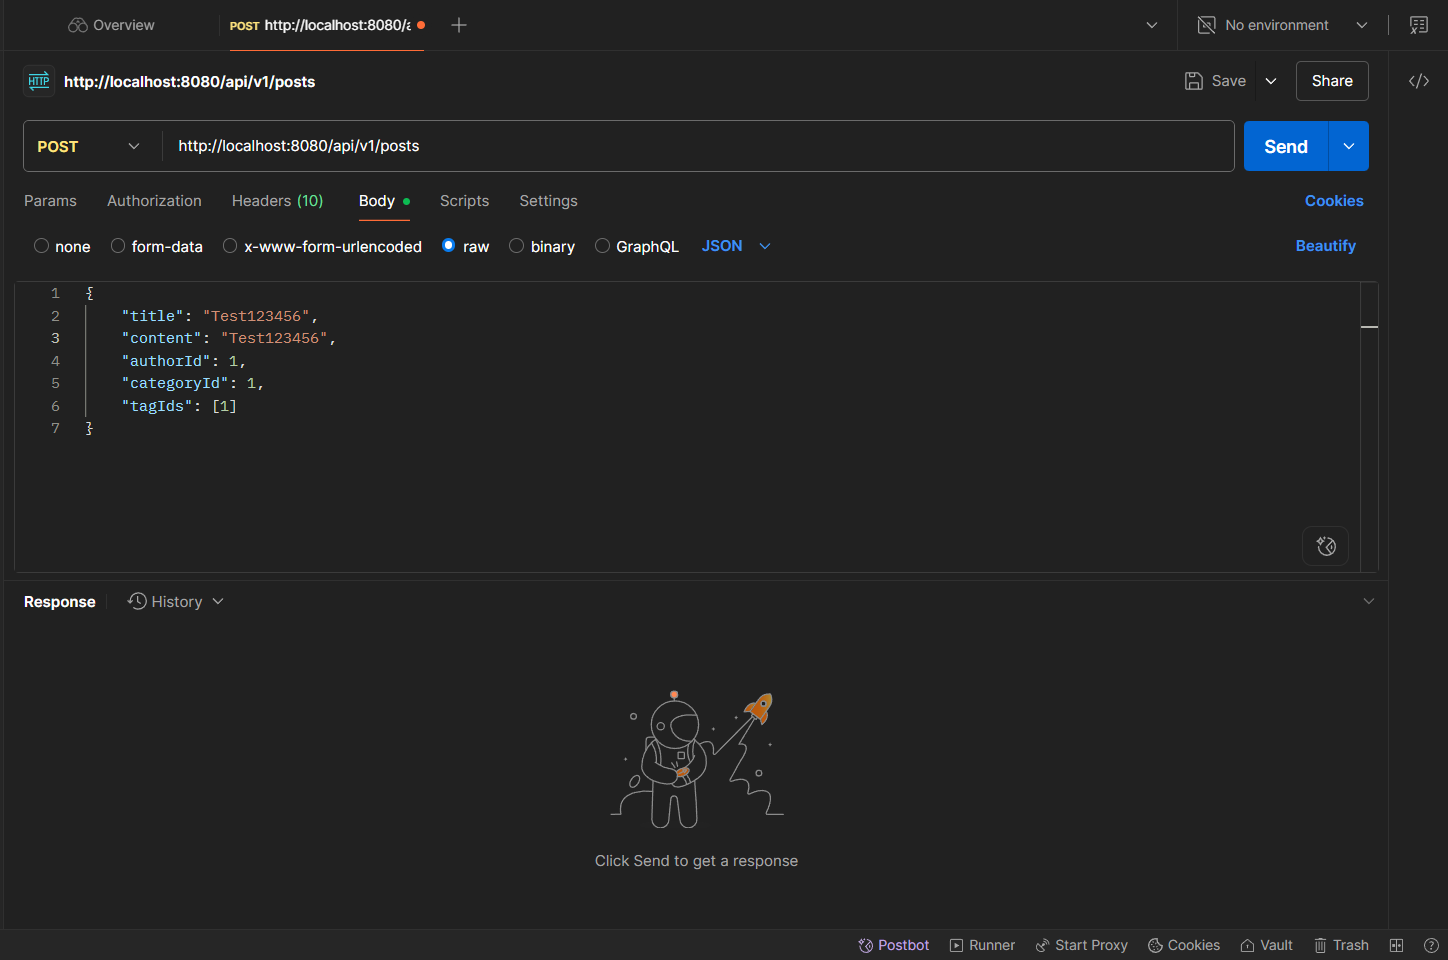 Overview
POST http://localhost:8080/a
No environment
HTTP http://localhost:8080/api/v1/posts
Save
Share
POST
http://localhost:8080/api/v1/posts
Send
Params Authorization Headers (10) Body Scripts Settings
Cookies
none form-data x-www-form-urlencoded raw binary GraphQL JSON
Beautify
1 {
2 "title": "Test123456",
3 "content": "Test123456",
4 "authorId": 1,
5 "categoryId": 1,
6 "tagIds": [1]
7 }
Response History
Click Send to get a response
Postbot Runner Start Proxy Cookies Vault Trash